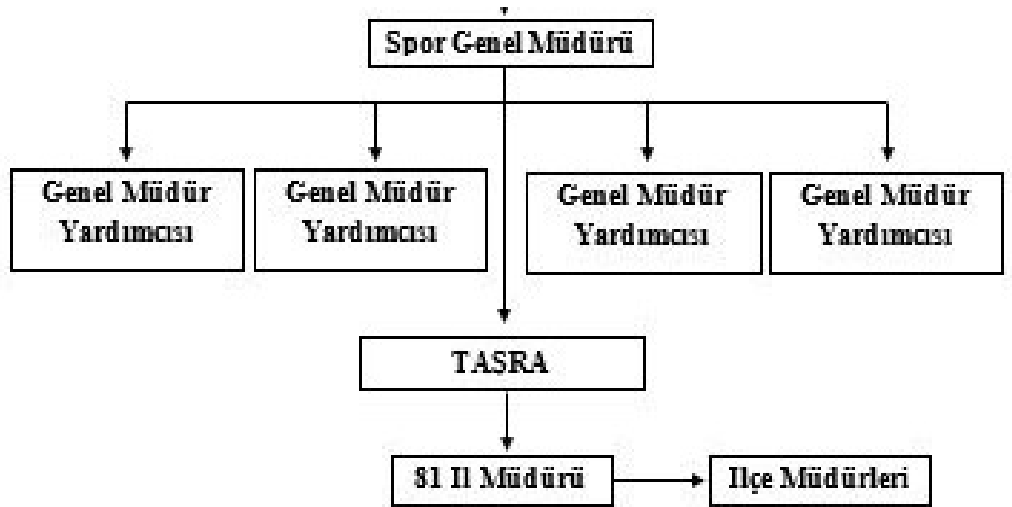 Spor Genel Müdürü
Genel Müdür
Yardımcısı
Genel Müdür
Yardımcısı
Genel Müdür
Yardımcısı
Genel Müdür
Yardımcısı
TASRA
81 Il Müdürü
Ilçe Müdürleri